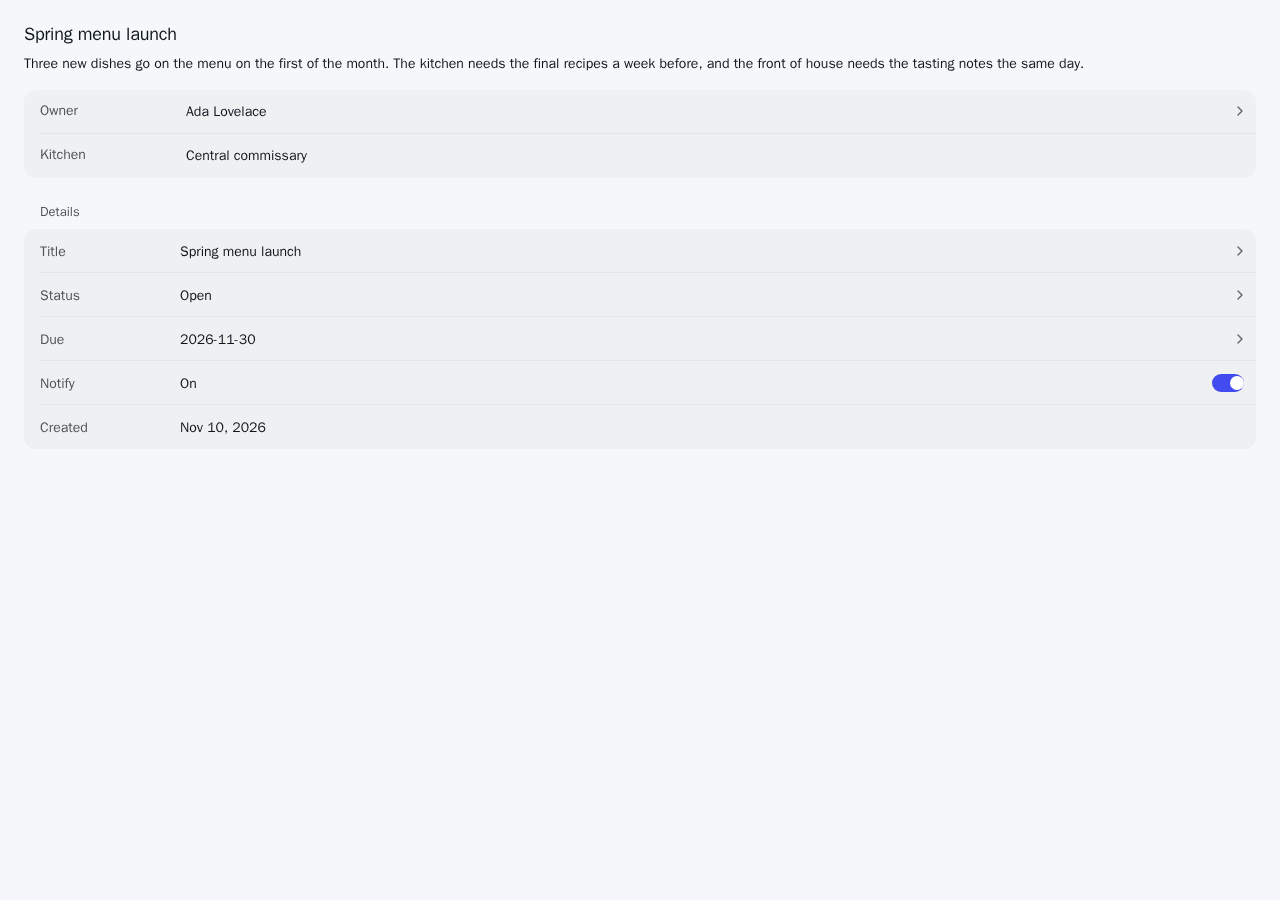 Spring menu launch
Three new dishes go on the menu on the first of the month. The kitchen needs the final recipes a week before, and the front of house needs the tasting notes the same day.
Owner Ada Lovelace
Kitchen Central commissary
Details
Title Spring menu launch
Status Open
Due 2026-11-30
Notify On
Created Nov 10, 2026